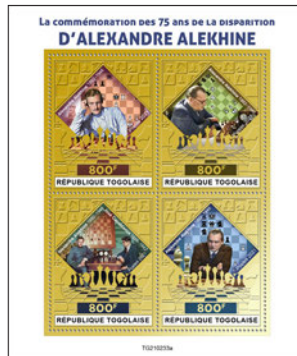 La commémoration des 75 ans de la disparition
D'ALEXANDRE ALEKHINE
800F
800F
RÉPUBLIQUE TOGOLAISE
RÉPUBLIQUE TOGOLAISE
800F
800F
RÉPUBLIQUE TOGOLAISE
RÉPUBLIQUE TOGOLAISE
TG210233a